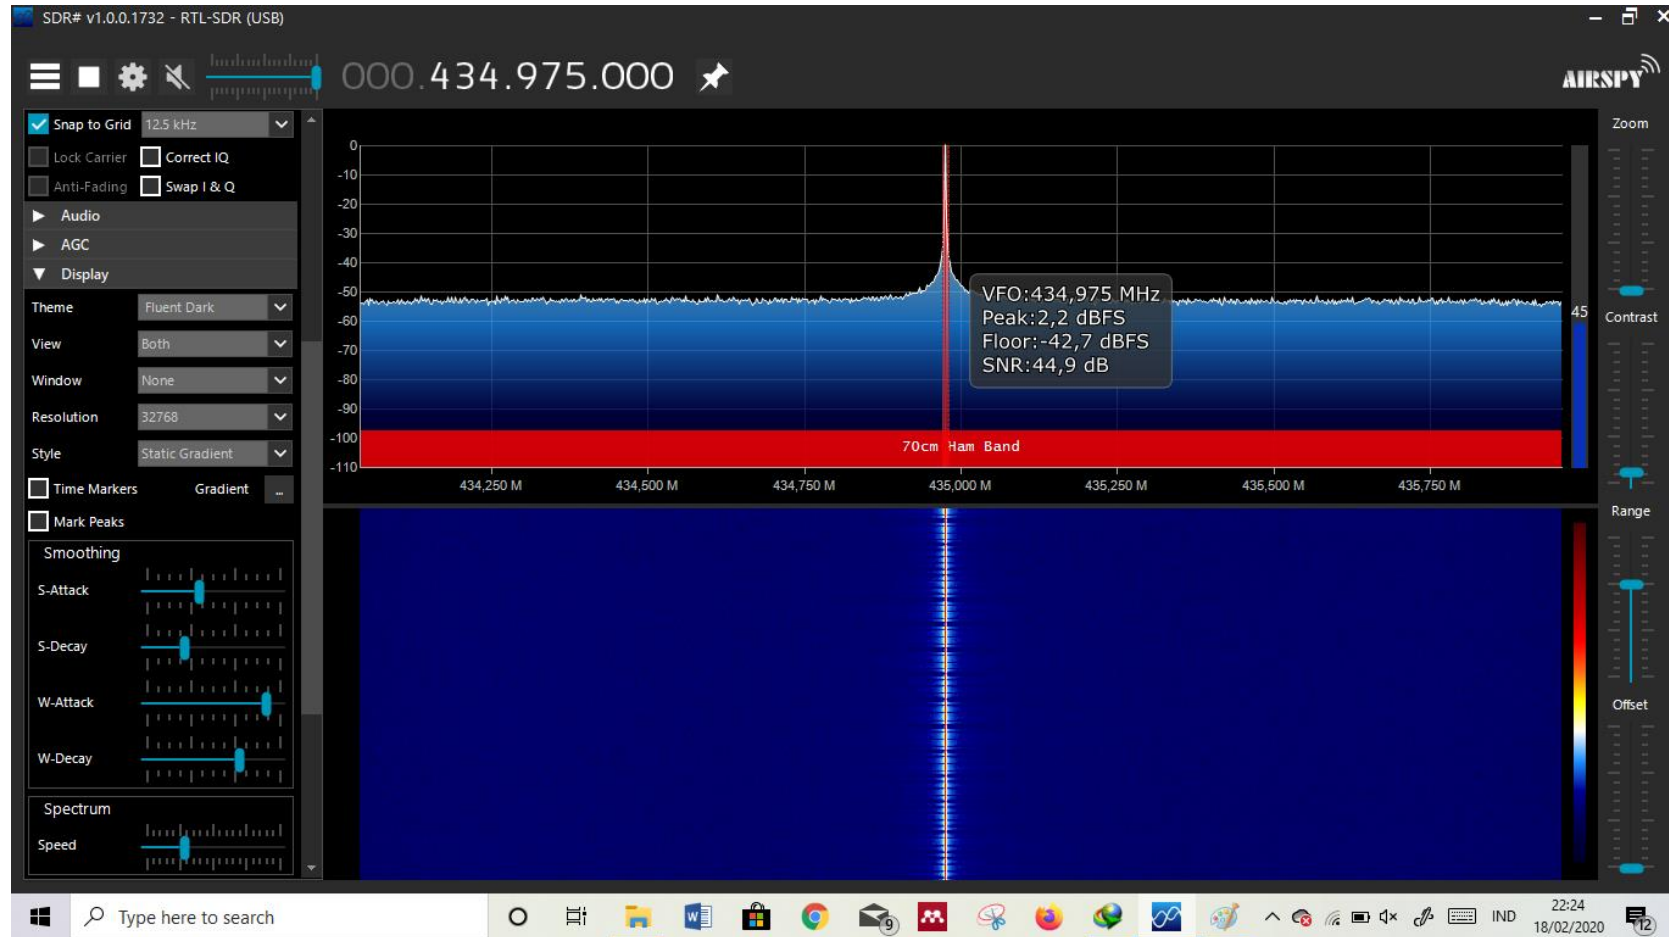 SDR# v1.0.0.1732 - RTL-SDR (USB)
000.434.975.000
AIRSPY
Snap to Grid 12.5 kHz
Lock Carrier Correct IQ
Anti-Fading Swap I & Q
Audio
AGC
Display
Theme Fluent Dark
View Both
Window None
Resolution 32768
Style Static Gradient
Time Markers Gradient ...
Mark Peaks
Smoothing
S-Attack
S-Decay
W-Attack
W-Decay
Spectrum
Speed
0
-10
-20
-30
-40
-50
-60
-70
-80
-90
-100
-110
VFO:434,975 MHz
Peak:2,2 dBFS
Floor:-42,7 dBFS
SNR:44,9 dB
70cm Ham Band
434,250 M 434,500 M 434,750 M 435,000 M 435,250 M 435,500 M 435,750 M
45
Zoom
Contrast
Range
Offset
Type here to search
9
IND
22:24
18/02/2020
12